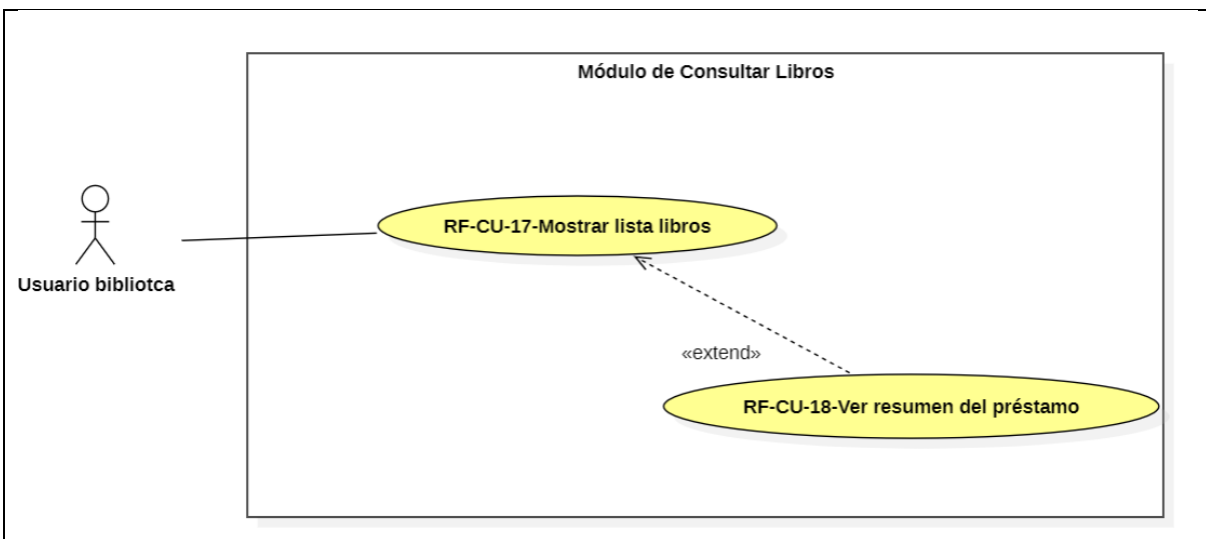 Módulo de Consultar Libros
RF-CU-17-Mostrar lista libros
Usuario bibliotca
«extend»
RF-CU-18-Ver resumen del préstamo